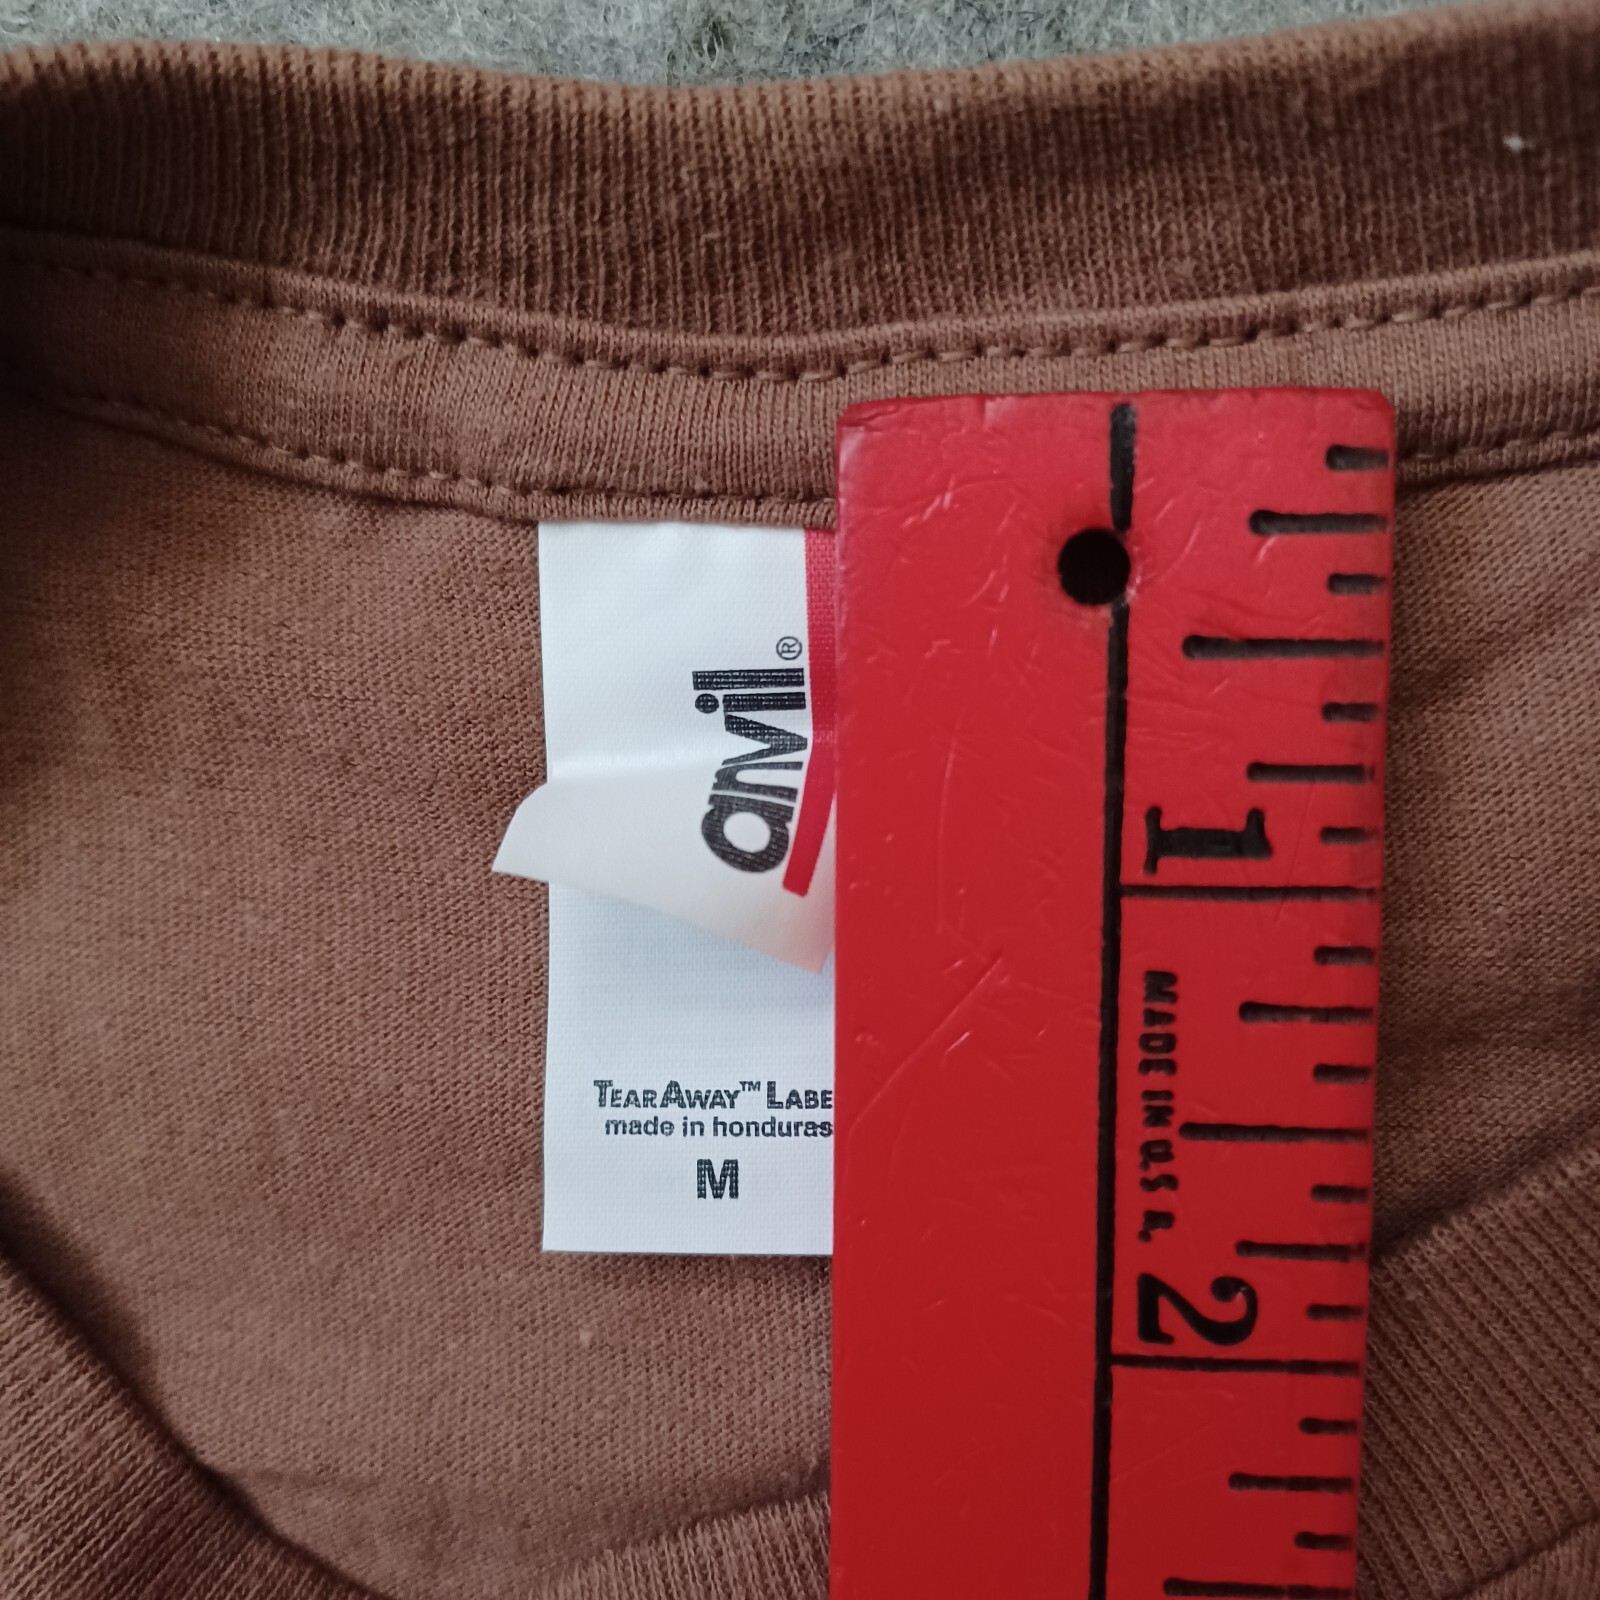 anvil®
TEARAWAY™ LABE
made in honduras
M
1
MADE IN U.S.A.
2